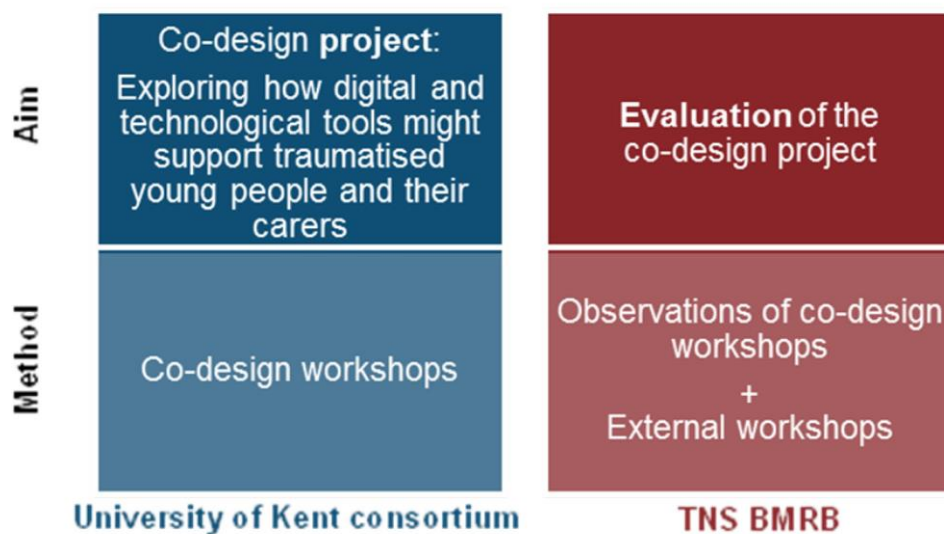 Aim
Co-design project:
Exploring how digital and
technological tools might
support traumatised
young people and their
carers
Evaluation of the
co-design project
Method
Co-design workshops
Observations of co-design
workshops
+
External workshops
University of Kent consortium
TNS BMRB